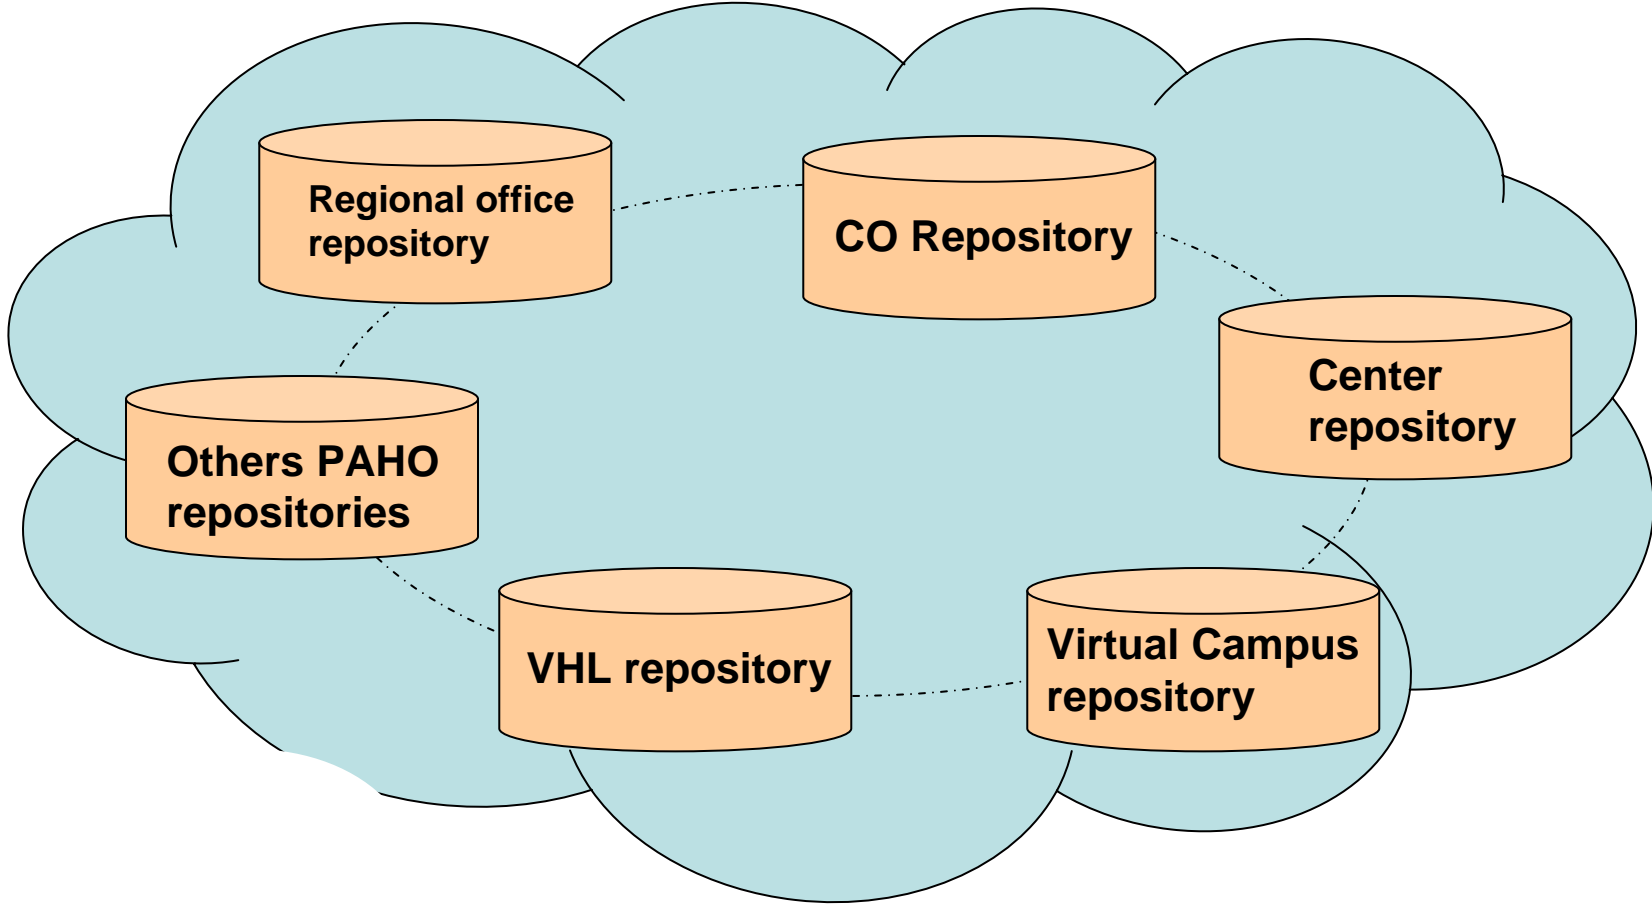 Regional office
repository
CO Repository
Center
repository
Others PAHO
repositories
VHL repository
Virtual Campus
repository